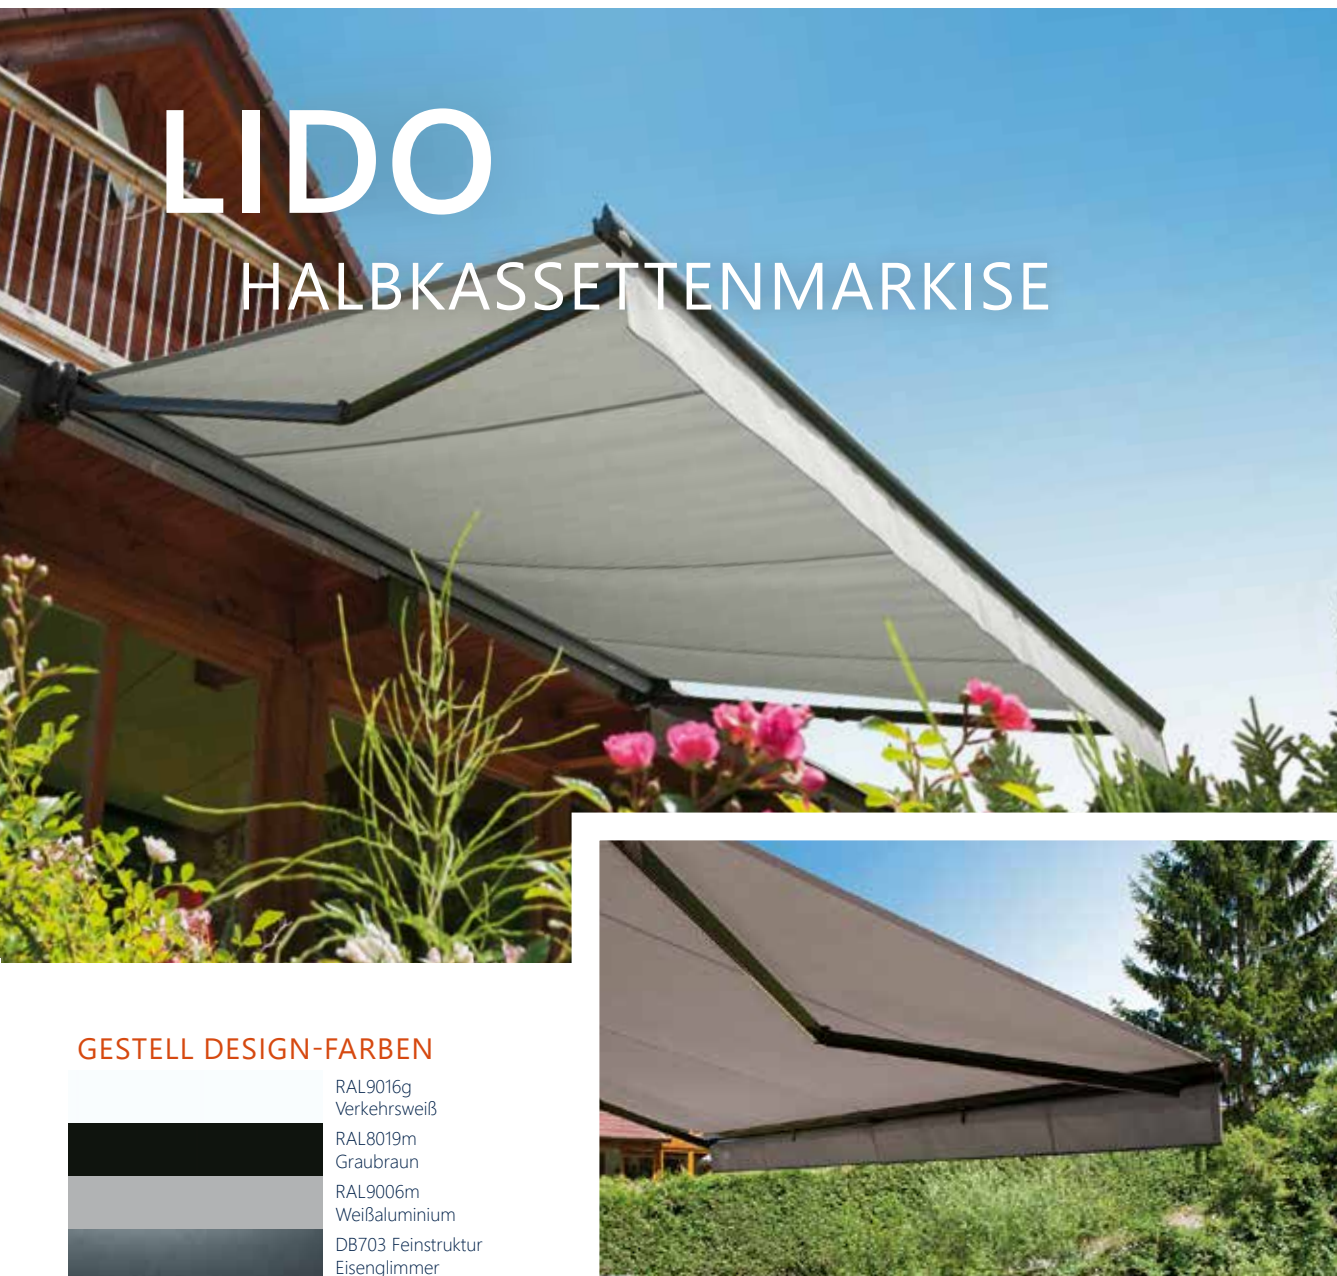 LIDO
HALBKASSETTENMARKISE
GESTELL DESIGN-FARBEN
RAL9016g
Verkehrsweiß
RAL8019m
Graubraun
RAL9006m
Weißaluminium
DB703 Feinstruktur
Eisenglimmer